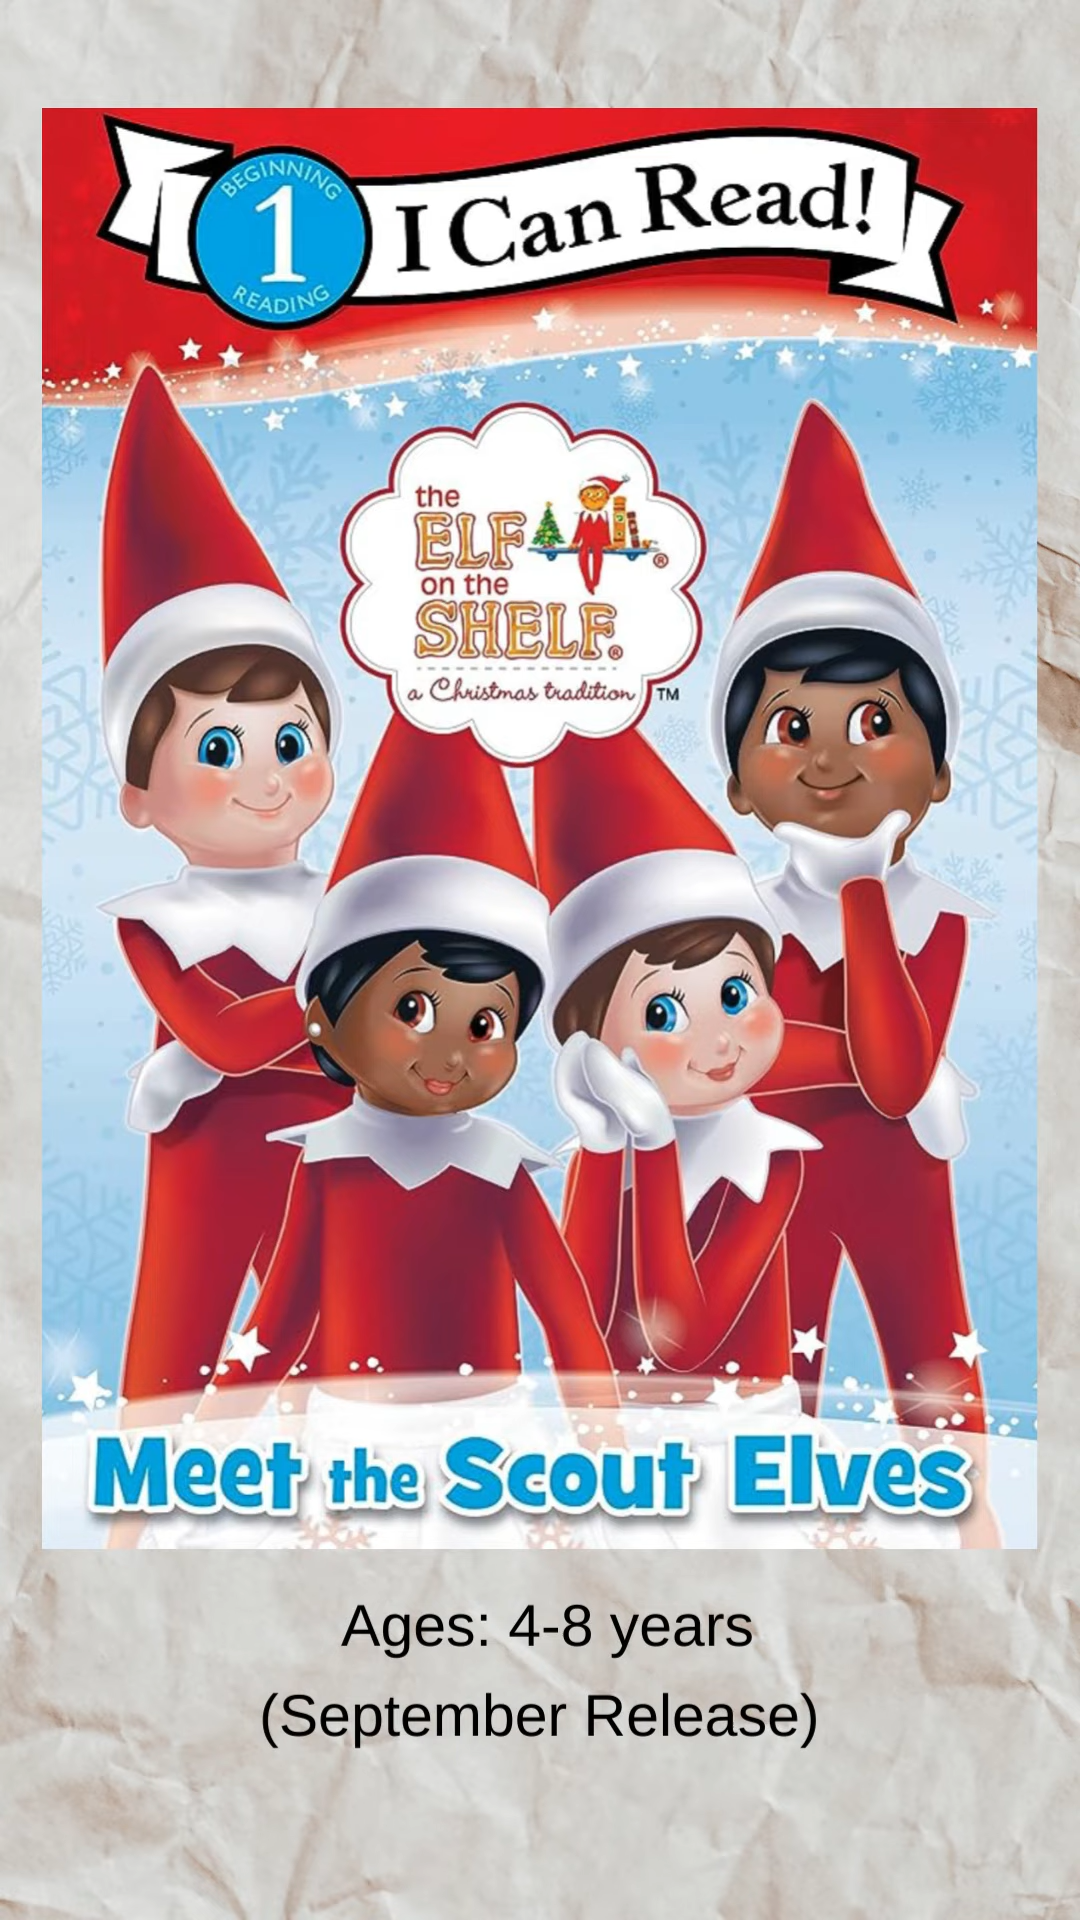 BEGINNING
1
READING
I Can Read!
the
ELF
on the
SHELF®
®
a Christmas tradition ™
Meet the Scout Elves
Ages: 4-8 years
(September Release)